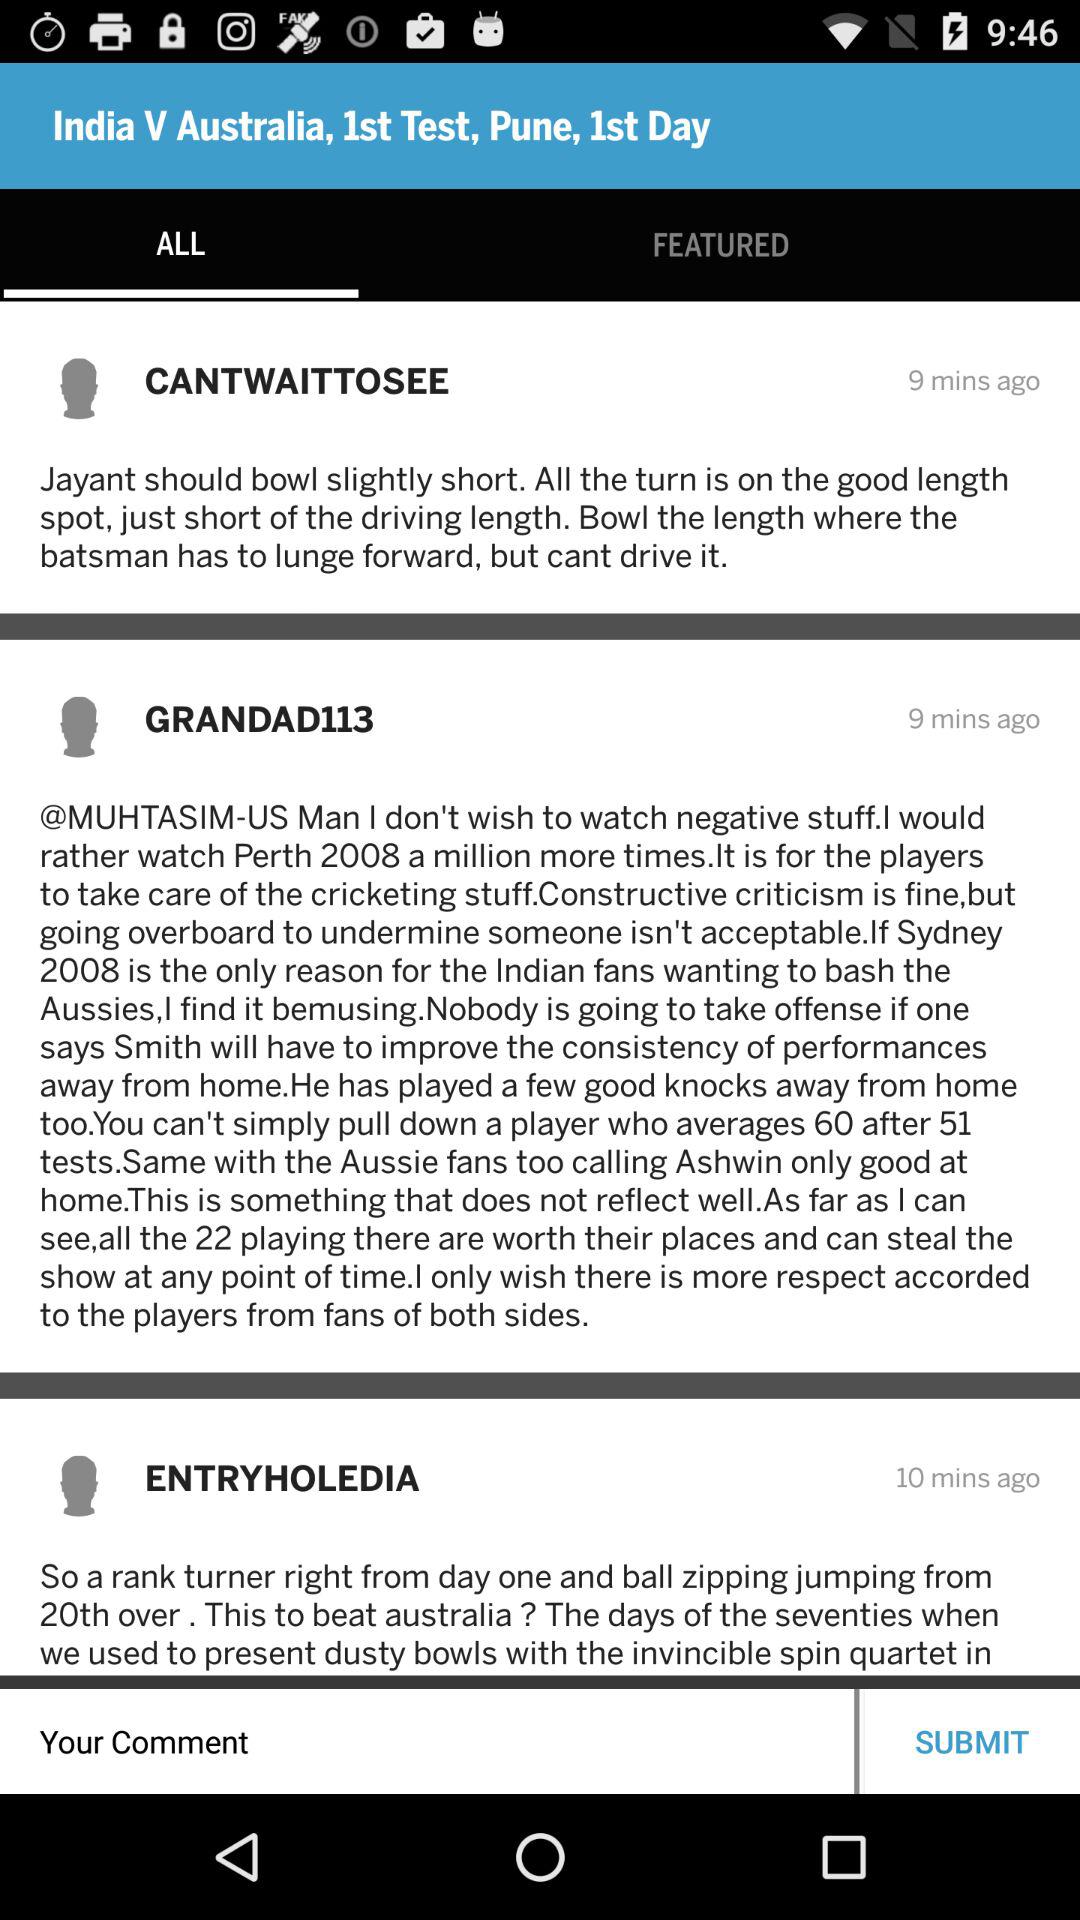 FAKE
9:46
India V Australia, 1st Test, Pune, 1st Day
ALL
FEATURED
CANTWAITTOSEE
9 mins ago
Jayant should bowl slightly short. All the turn is on the good length
spot, just short of the driving length. Bowl the length where the
batsman has to lunge forward, but cant drive it.
GRANDAD113
9 mins ago
@MUHTASIM-US Man I don't wish to watch negative stuff.I would
rather watch Perth 2008 a million more times.It is for the players
to take care of the cricketing stuff.Constructive criticism is fine,but
going overboard to undermine someone isn't acceptable.If Sydney
2008 is the only reason for the Indian fans wanting to bash the
Aussies,I find it bemusing.Nobody is going to take offense if one
says Smith will have to improve the consistency of performances
away from home.He has played a few good knocks away from home
too.You can't simply pull down a player who averages 60 after 51
tests.Same with the Aussie fans too calling Ashwin only good at
home.This is something that does not reflect well.As far as I can
see,all the 22 playing there are worth their places and can steal the
show at any point of time.I only wish there is more respect accorded
to the players from fans of both sides.
ENTRYHOLEDIA
10 mins ago
So a rank turner right from day one and ball zipping jumping from
20th over . This to beat australia ? The days of the seventies when
we used to present dusty bowls with the invincible spin quartet in
Your Comment
SUBMIT